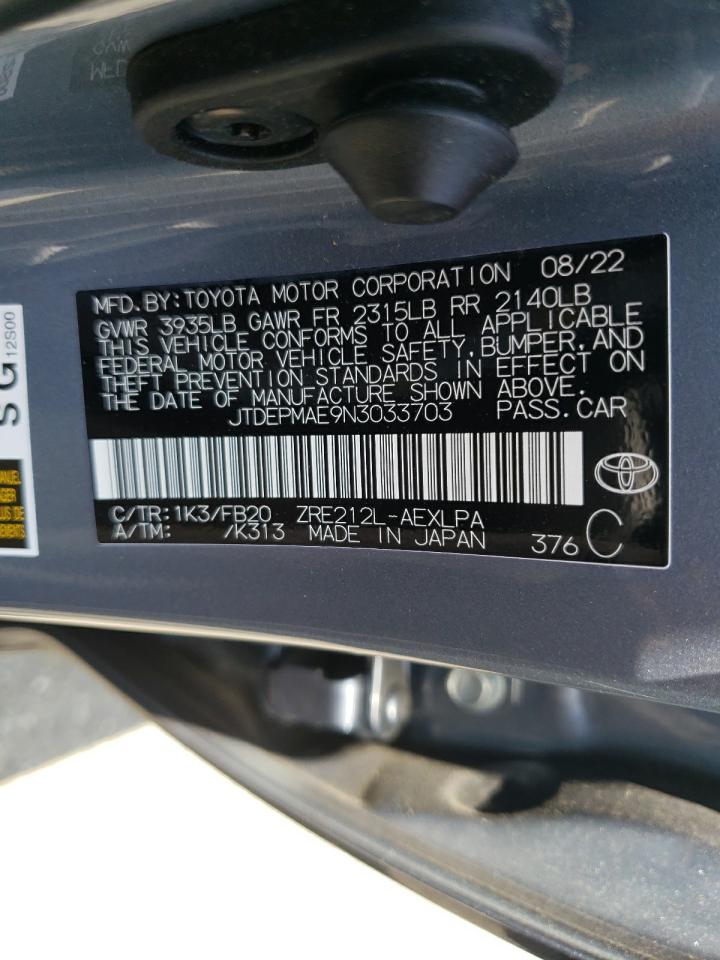 MFD.BY:TOYOTA MOTOR CORPORATION 08/22
GVWR 3935LB GAWR FR 2315LB RR 2140LB
THIS VEHICLE CONFORMS TO ALL APPLICABLE
FEDERAL MOTOR VEHICLE SAFETY, BUMPER, AND
THEFT PREVENTION STANDARDS IN EFFECT ON
THE DATE OF MANUFACTURE SHOWN ABOVE.
JTDEPMAE9N3033703 PASS.CAR
C/TR:1K3/FB20 ZRE212L-AEXLPA
A/TM: /K313 MADE IN JAPAN 376 C
SG
12S00